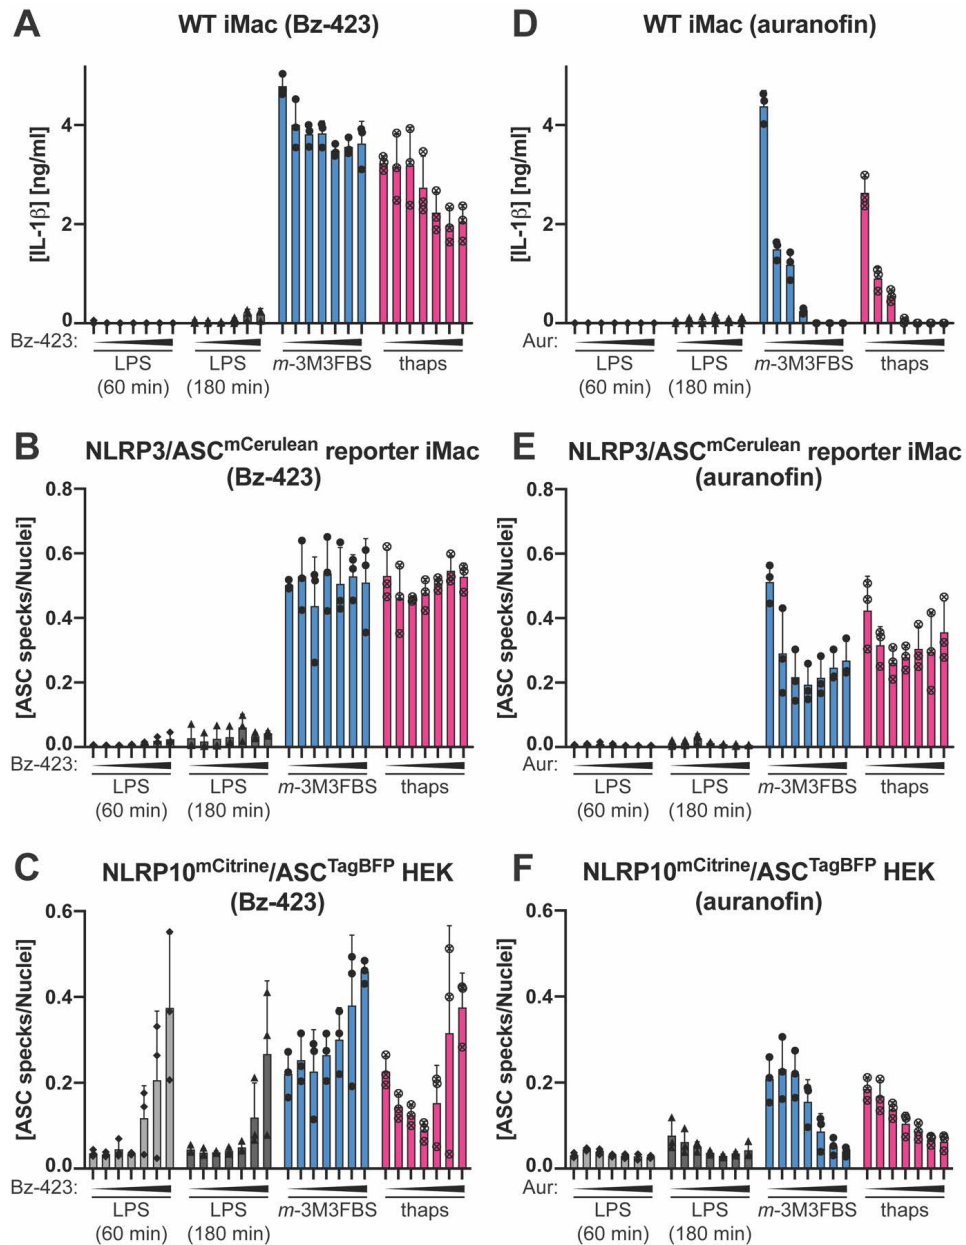 A
WT iMac (Bz-423)
[IL-1β] [ng/ml]
4
2
0
Bz-423:
LPS
(60 min)
LPS
(180 min)
m-3M3FBS
thaps
D
WT iMac (auranofin)
[IL-1β] [ng/ml]
4
2
0
Aur:
LPS
(60 min)
LPS
(180 min)
m-3M3FBS
thaps
B
NLRP3/ASCmCerulean reporter iMac
(Bz-423)
[ASC specks/Nuclei]
0.8
0.6
0.4
0.2
0.0
Bz-423:
LPS
(60 min)
LPS
(180 min)
m-3M3FBS
thaps
E
NLRP3/ASCmCerulean reporter iMac
(auranofin)
[ASC specks/Nuclei]
0.8
0.6
0.4
0.2
0.0
Aur:
LPS
(60 min)
LPS
(180 min)
m-3M3FBS
thaps
C
NLRP10mCitrine/ASCTagBFP HEK
(Bz-423)
[ASC specks/Nuclei]
0.6
0.4
0.2
0.0
Bz-423:
LPS
(60 min)
LPS
(180 min)
m-3M3FBS
thaps
F
NLRP10mCitrine/ASCTagBFP HEK
(auranofin)
[ASC specks/Nuclei]
0.6
0.4
0.2
0.0
Aur:
LPS
(60 min)
LPS
(180 min)
m-3M3FBS
thaps